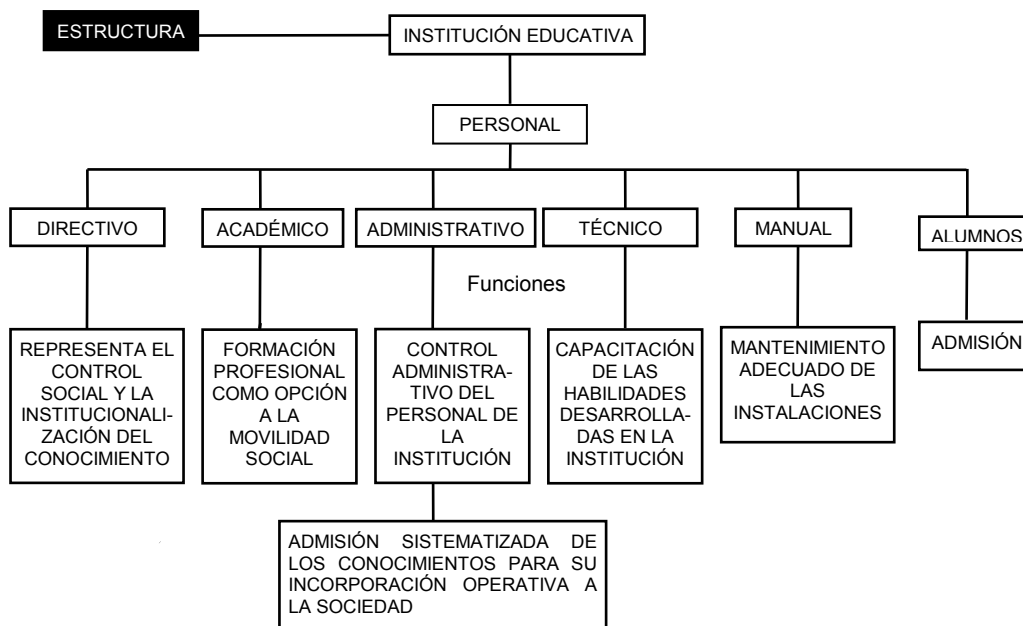 ESTRUCTURA
INSTITUCIÓN EDUCATIVA
PERSONAL
DIRECTIVO
ACADÉMICO
ADMINISTRATIVO
TÉCNICO
MANUAL
ALUMNOS
Funciones
REPRESENTA EL
CONTROL
SOCIAL Y LA
INSTITUCIONALI-
ZACIÓN DEL
CONOCIMIENTO
FORMACIÓN
PROFESIONAL
COMO OPCIÓN
A LA
MOVILIDAD
SOCIAL
CONTROL
ADMINISTRA-
TIVO DEL
PERSONAL DE
LA
INSTITUCIÓN
CAPACITACIÓN
DE LAS
HABILIDADES
DESARROLLA-
DAS EN LA
INSTITUCIÓN
MANTENIMIENTO
ADECUADO DE
LAS
INSTALACIONES
ADMISIÓN
ADMISIÓN SISTEMATIZADA DE
LOS CONOCIMIENTOS PARA SU
INCORPORACIÓN OPERATIVA A
LA SOCIEDAD